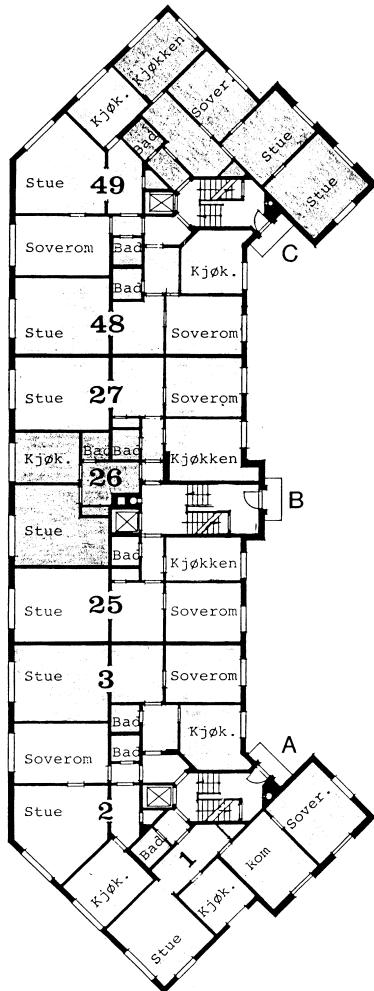 Kjøkken
Kjøk.
Sover
Bad
Stue
Stue
Stue
49
C
Soverom
Bad
Kjøk.
Bad
Stue
48
Soverom
27
Stue
Soverom
Kjøk.
Bad
Bad
Kjøkken
26
B
Stue
Bad
Kjøkken
25
Stue
Soverom
Stue
3
Soverom
Bad
Kjøk.
A
Soverom
Bad
Stue
2
Sover.
Bad
1
Rom
Kjøk.
Kjøk.
Stue